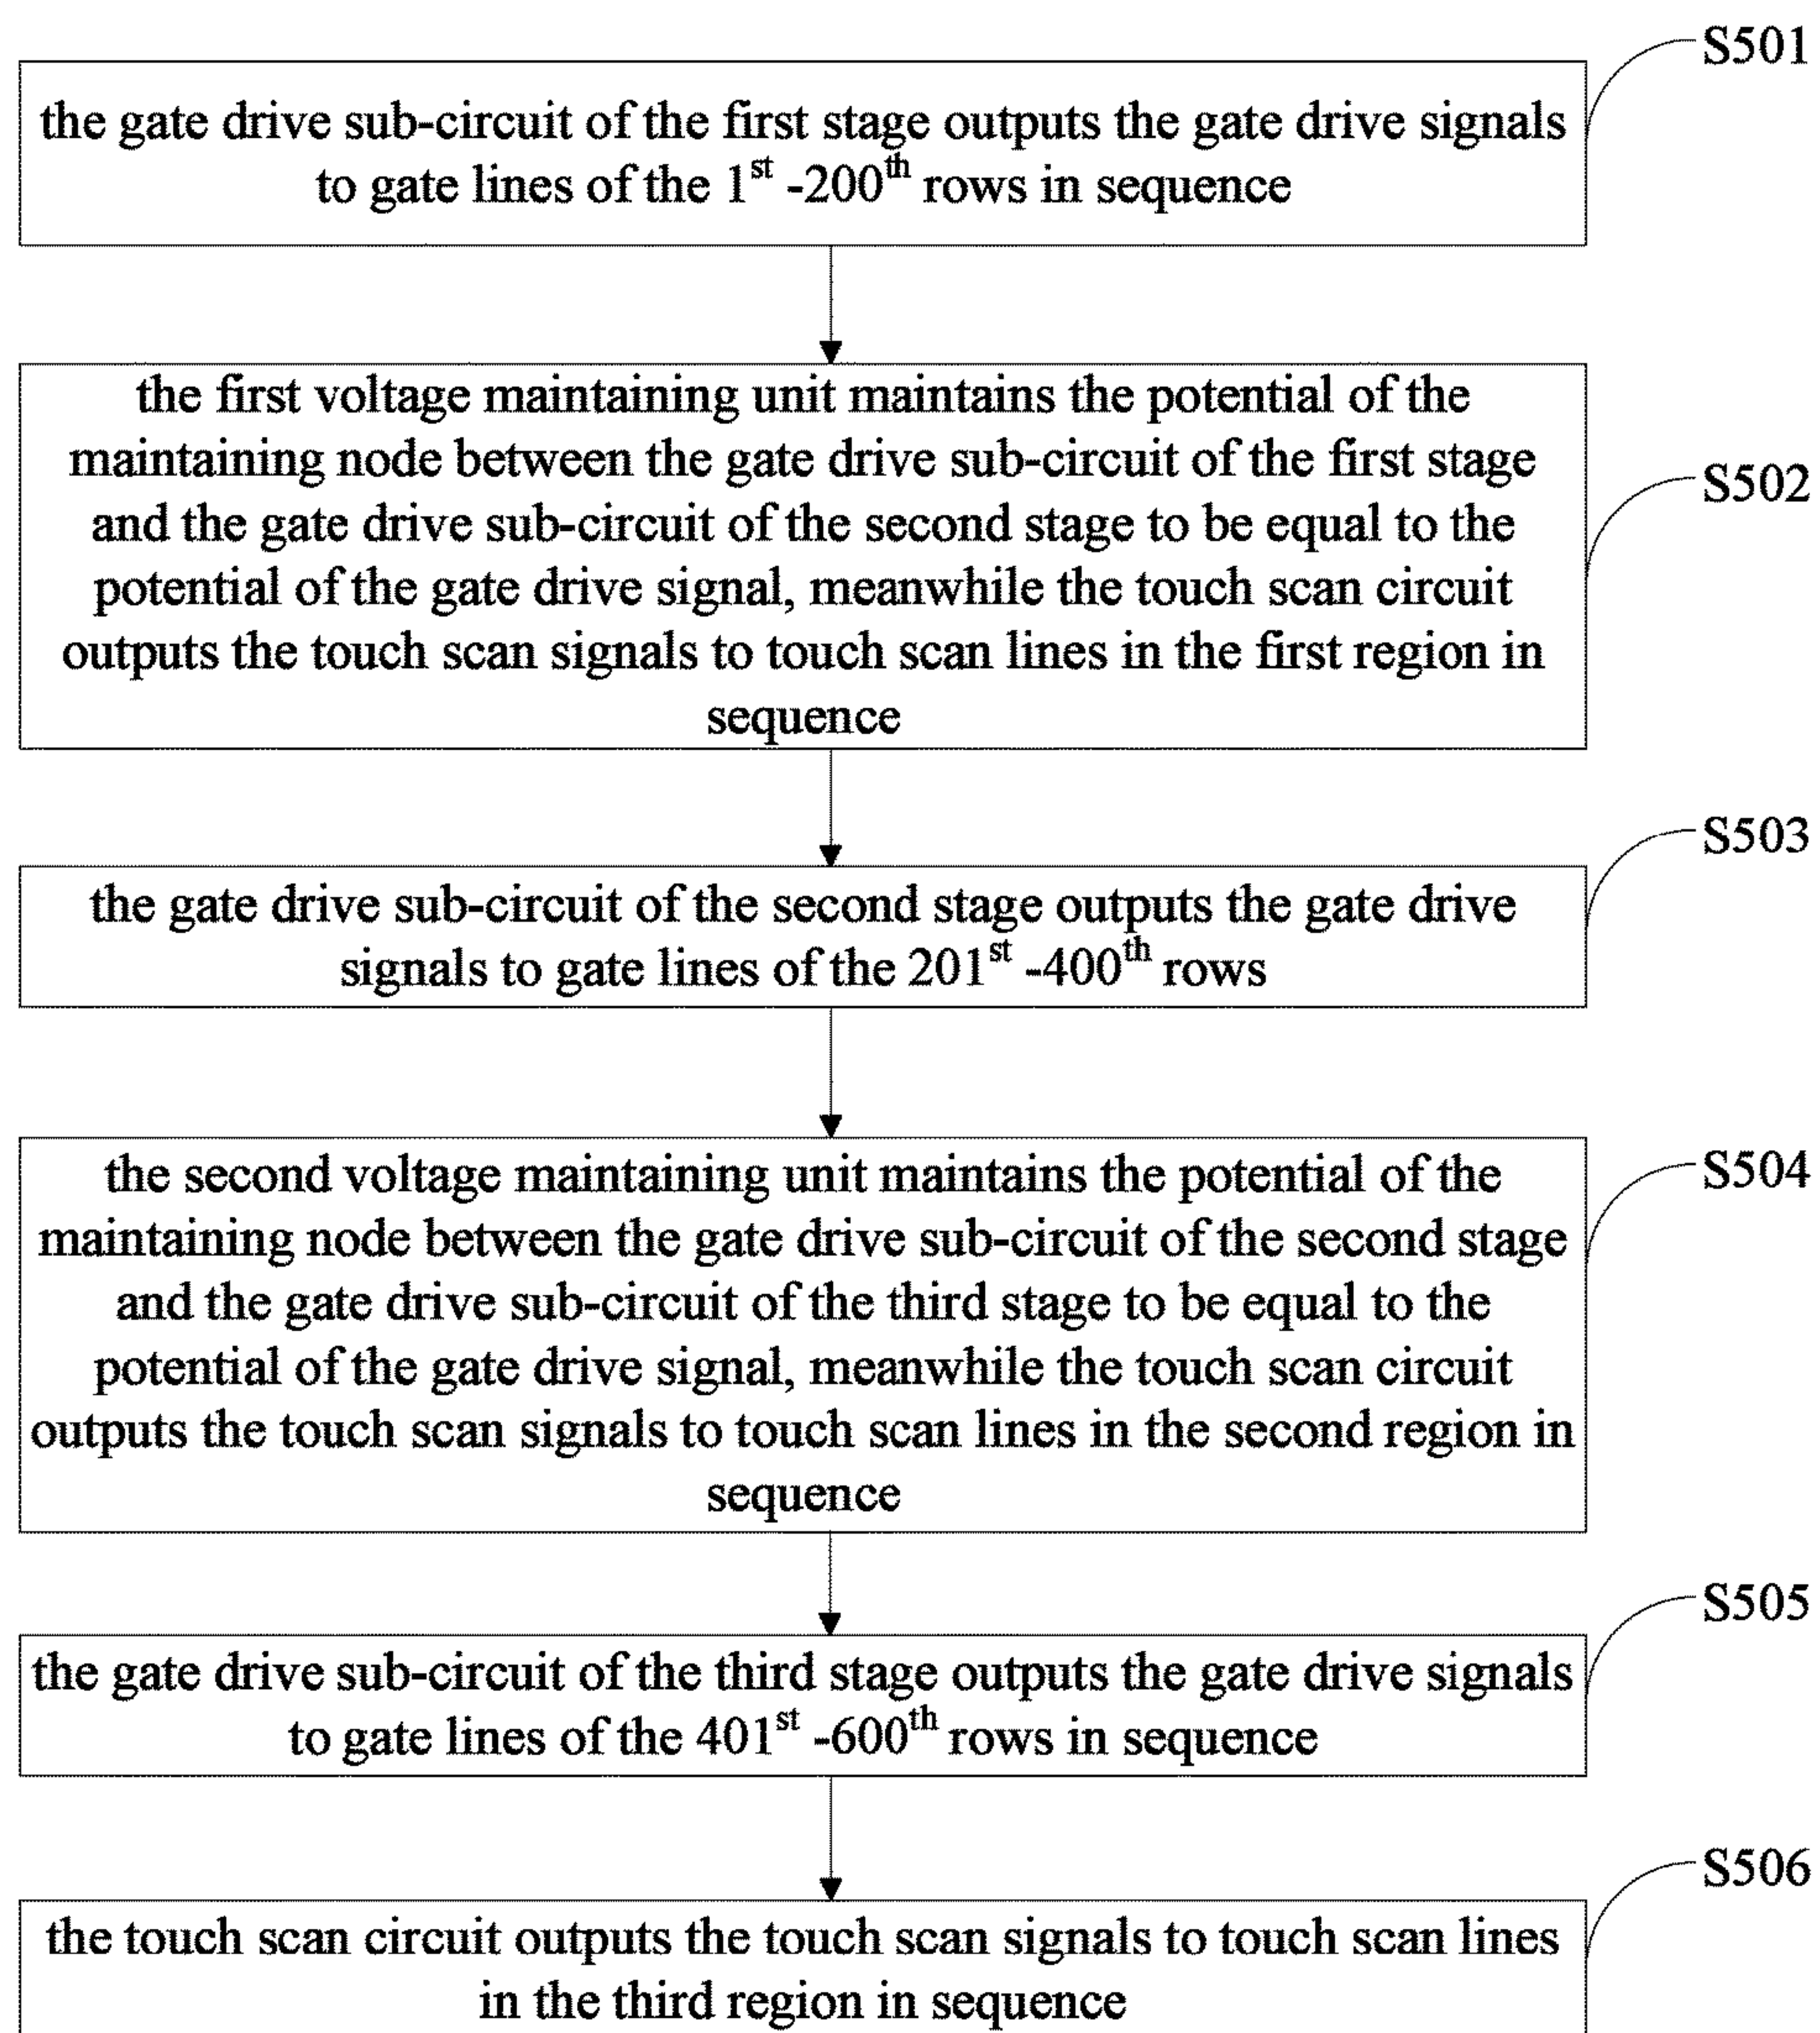 S501
the gate drive sub-circuit of the first stage outputs the gate drive signals
to gate lines of the 1st -200th rows in sequence
the first voltage maintaining unit maintains the potential of the
maintaining node between the gate drive sub-circuit of the first stage
S502
and the gate drive sub-circuit of the second stage to be equal to the
potential of the gate drive signal, meanwhile the touch scan circuit
outputs the touch scan signals to touch scan lines in the first region in
sequence
S503
the gate drive sub-circuit of the second stage outputs the gate drive
signals to gate lines of the 201st -400th rows
S504
the second voltage maintaining unit maintains the potential of the
maintaining node between the gate drive sub-circuit of the second stage
and the gate drive sub-circuit of the third stage to be equal to the
potential of the gate drive signal, meanwhile the touch scan circuit
outputs the touch scan signals to touch scan lines in the second region in
sequence
S505
the gate drive sub-circuit of the third stage outputs the gate drive signals
to gate lines of the 401st -600th rows in sequence
S506
the touch scan circuit outputs the touch scan signals to touch scan lines
in the third region in sequence